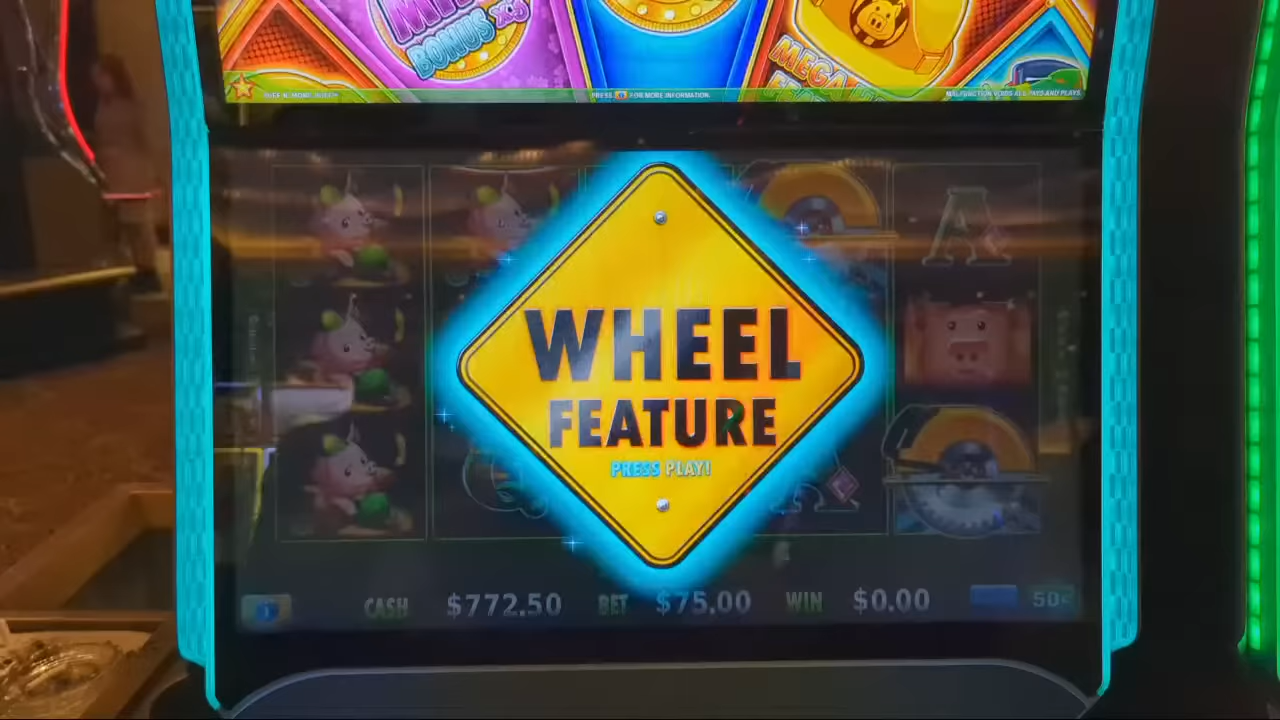 BONUS x3
MEGA
PRESS FOR MORE INFORMATION.
MALFUNCTION VOIDS ALL PAYS AND PLAYS.
A
WHEEL
FEATURE
PRESS PLAY!
CASH $772.50 BET $75.00 WIN $0.00 50¢